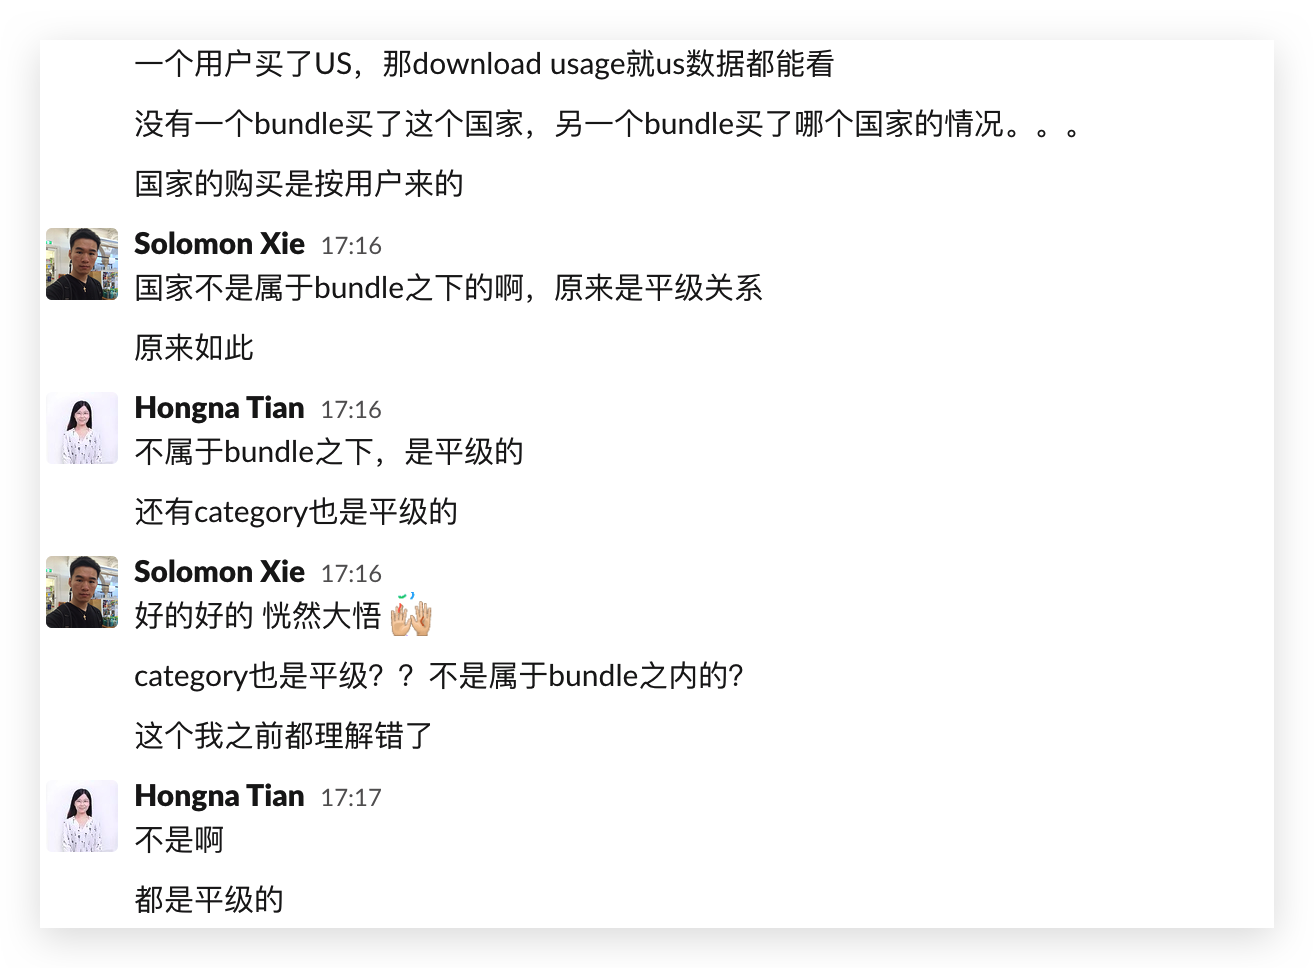 一个用户买了US，那download usage就us数据都能看
没有一个bundle买了这个国家，另一个bundle买了哪个国家的情况。。。
国家的购买是按用户来的
Solomon Xie 17:16
国家不是属于bundle之下的啊，原来是平级关系
原来如此
Hongna Tian 17:16
不属于bundle之下，是平级的
还有category也是平级的
Solomon Xie 17:16
好的好的 恍然大悟 🙌🏼
category也是平级？？不是属于bundle之内的？
这个我之前都理解错了
Hongna Tian 17:17
不是啊
都是平级的